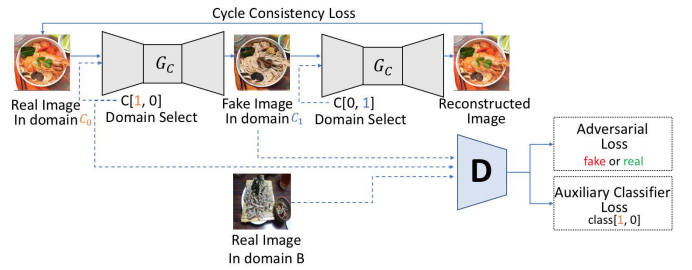 Cycle Consistency Loss
G_C
G_C
Real Image
In domain C_0
C[1, 0]
Domain Select
Fake Image
In domain C_1
C[0, 1]
Domain Select
Reconstructed
Image
D
Adversarial
Loss
fake or real
Auxiliary Classifier
Loss
class[1, 0]
Real Image
In domain B